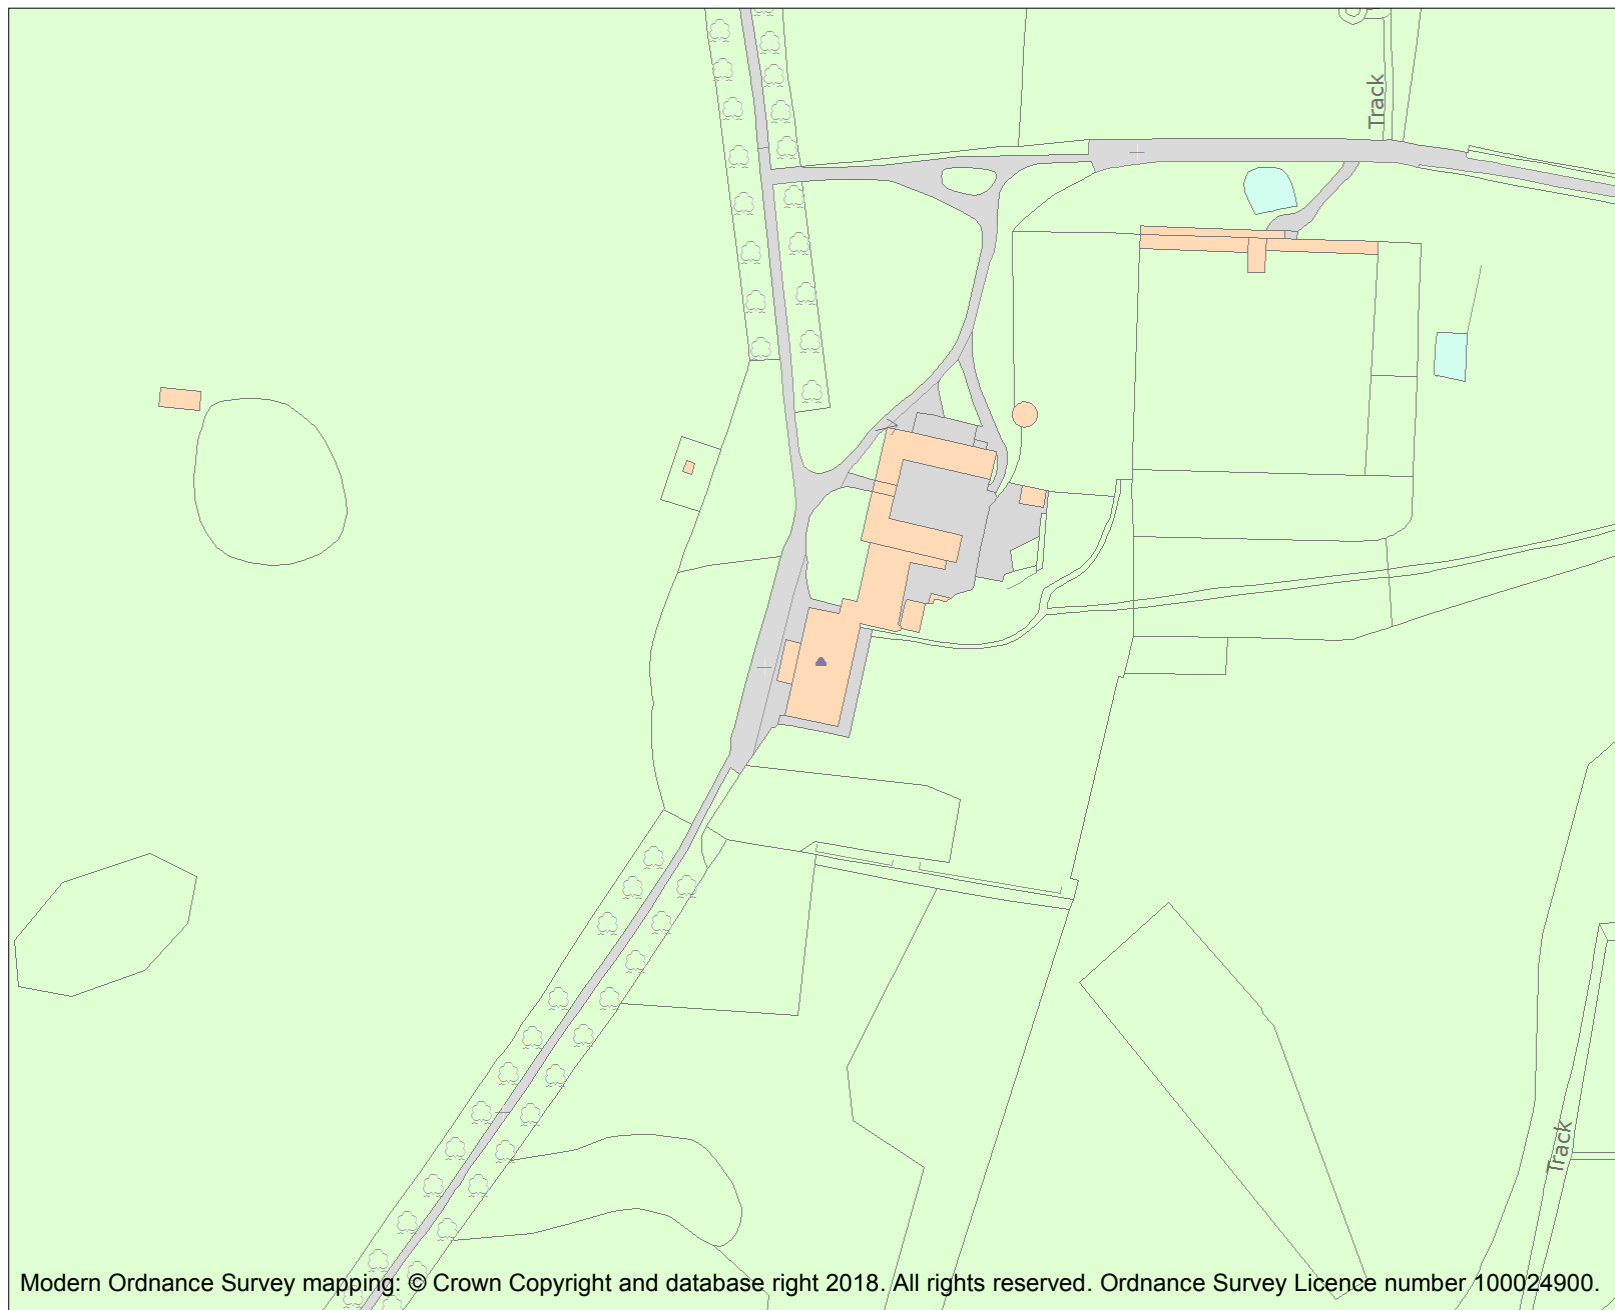 Track
Track
Modern Ordnance Survey mapping: © Crown Copyright and database right 2018. All rights reserved. Ordnance Survey Licence number 100024900.